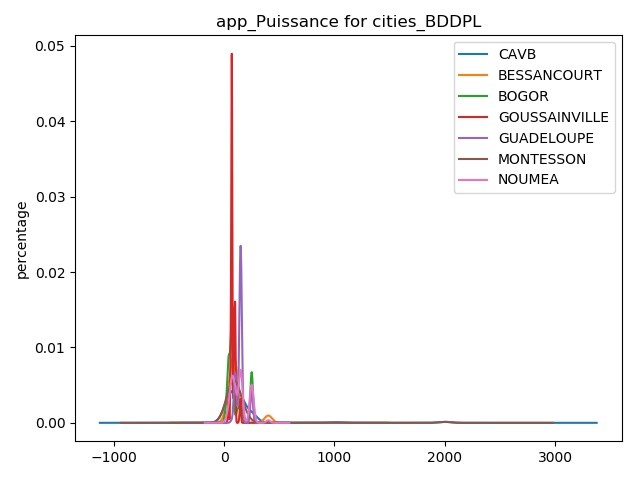 app_Puissance for cities_BDDPL
CAVB
BESSANCOURT
BOGOR
GOUSSAINVILLE
GUADELOUPE
MONTESSON
NOUMEA
percentage
0.05
0.04
0.03
0.02
0.01
0.00
−1000 0 1000 2000 3000